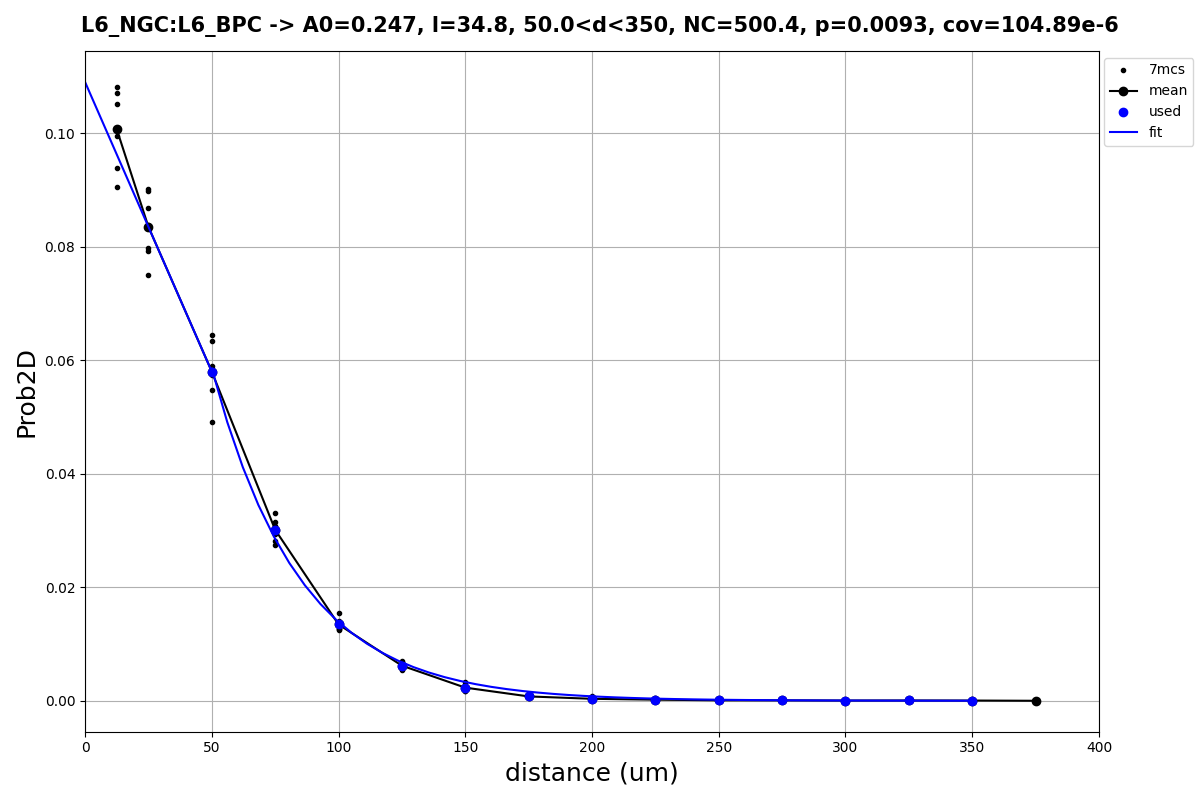 L6_NGC:L6_BPC -> A0=0.247, l=34.8, 50.0<d<350, NC=500.4, p=0.0093, cov=104.89e-6
7mcs
mean
used
fit
Prob2D
0.10
0.08
0.06
0.04
0.02
0.00
0
50
100
150
200
250
300
350
400
distance (um)